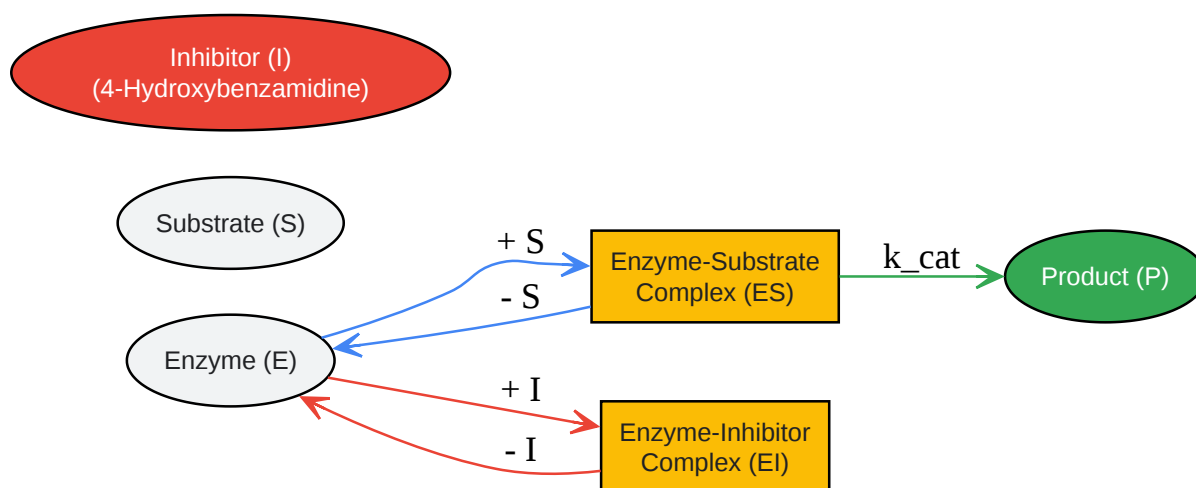 Inhibitor (I)
(4-Hydroxybenzamidine)
Substrate (S)
+ S
Enzyme-Substrate
Complex (ES)
k_cat
Product (P)
- S
Enzyme (E)
+ I
Enzyme-Inhibitor
Complex (EI)
- I